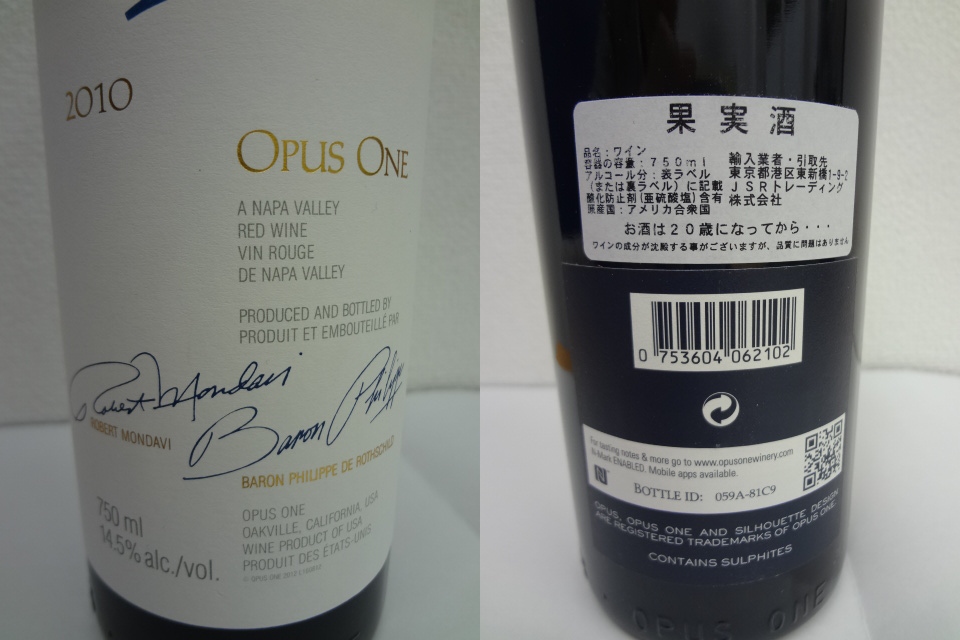 2010
OPUS ONE
A NAPA VALLEY
RED WINE
VIN ROUGE
DE NAPA VALLEY
PRODUCED AND BOTTLED BY
PRODUIT ET EMBOUTEILLÉ PAR
Robert Mondavi
Baron Philippe
ROBERT MONDAVI
BARON PHILIPPE DE ROTHSCHILD
750 ml
14.5% alc./vol.
OPUS ONE
OAKVILLE, CALIFORNIA, USA
WINE PRODUCT OF USA
PRODUIT DES ÉTATS-UNIS
果実酒
品名：ワイン
容器の容量：750ml
アルコール分：表ラベル
（または裏ラベル）に記載
酸化防止剤(亜硫酸塩)含有
原産国：アメリカ合衆国
輸入業者・引取先
東京都港区東新橋1-8-2
JSRトレーディング
株式会社
お酒は20歳になってから・・・
ワインの成分が沈殿する事がございますが、品質に問題はありません
0 753604 062102
For tasting notes & more go to www.opusonewinery.com
N-Mark ENABLED. Mobile apps available.
BOTTLE ID: 059A-81C9
OPUS, OPUS ONE AND SILHOUETTE DESIGN
ARE REGISTERED TRADEMARKS OF OPUS ONE.
CONTAINS SULPHITES
OPUS ONE